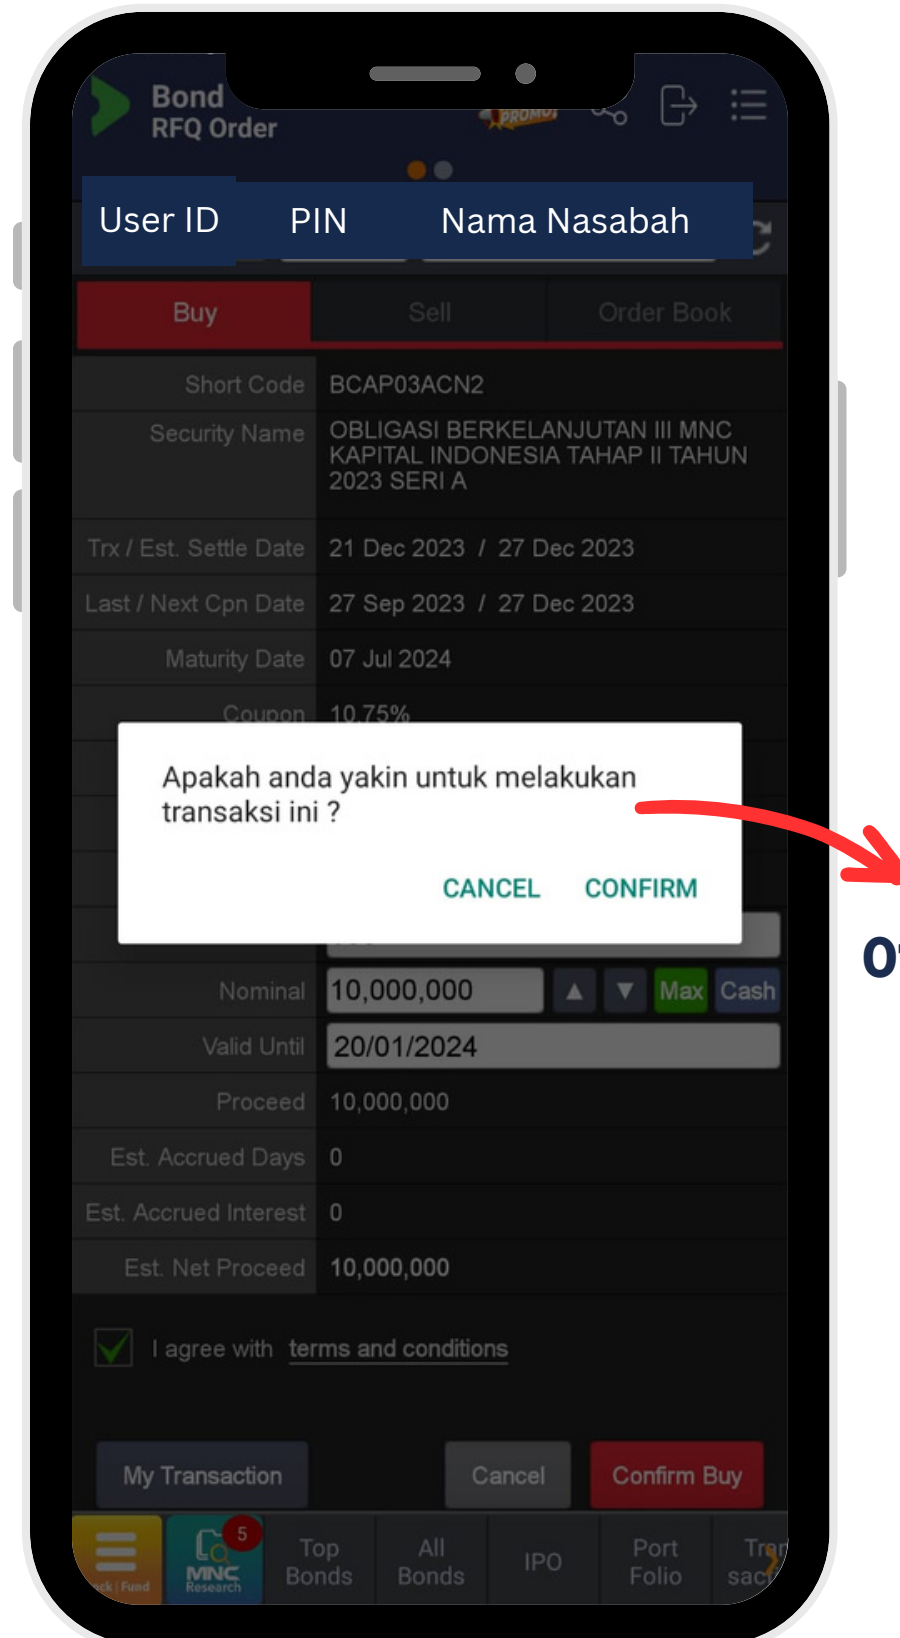 Bond
RFQ Order
PROMO!
User ID PIN Nama Nasabah
Buy Sell Order Book
Short Code BCAP03ACN2
Security Name OBLIGASI BERKELANJUTAN III MNC
KAPITAL INDONESIA TAHAP II TAHUN
2023 SERI A
Trx / Est. Settle Date 21 Dec 2023 / 27 Dec 2023
Last / Next Cpn Date 27 Sep 2023 / 27 Dec 2023
Maturity Date 07 Jul 2024
Coupon 10.75%
Apakah anda yakin untuk melakukan
transaksi ini ?
CANCEL CONFIRM
Nominal 10,000,000 ▲ ▼ Max Cash
Valid Until 20/01/2024
Proceed 10,000,000
Est. Accrued Days 0
Est. Accrued Interest 0
Est. Net Proceed 10,000,000
I agree with terms and conditions
My Transaction Cancel Confirm Buy
5
MNC
Research
Top
Bonds
All
Bonds
IPO
Port
Folio
| Fund